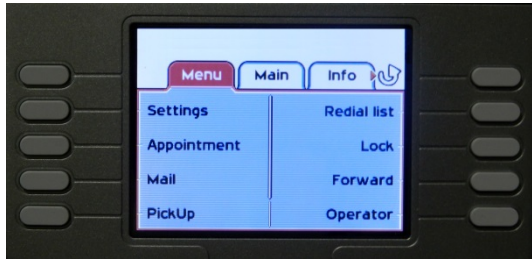 Menu Main Info
Settings Redial list
Appointment Lock
Mail Forward
PickUp Operator